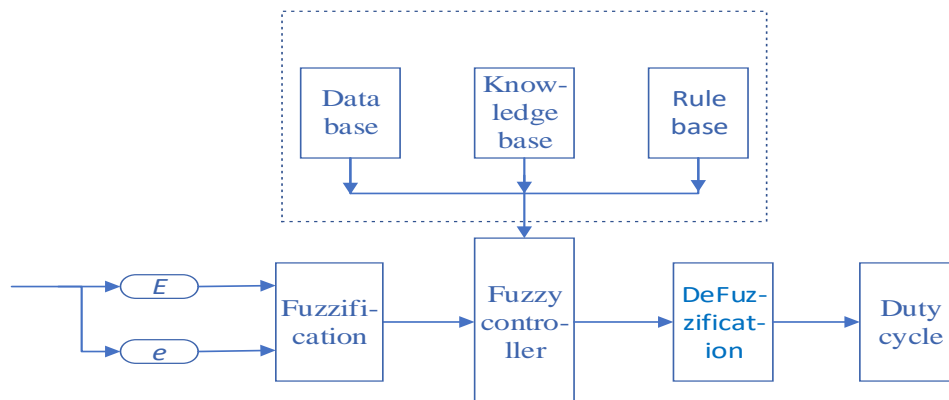 Data
base
Know-
ledge
base
Rule
base
E
e
Fuzzifi-
cation
Fuzzy
contro-
ller
DeFuz-
zificat-
ion
Duty
cycle